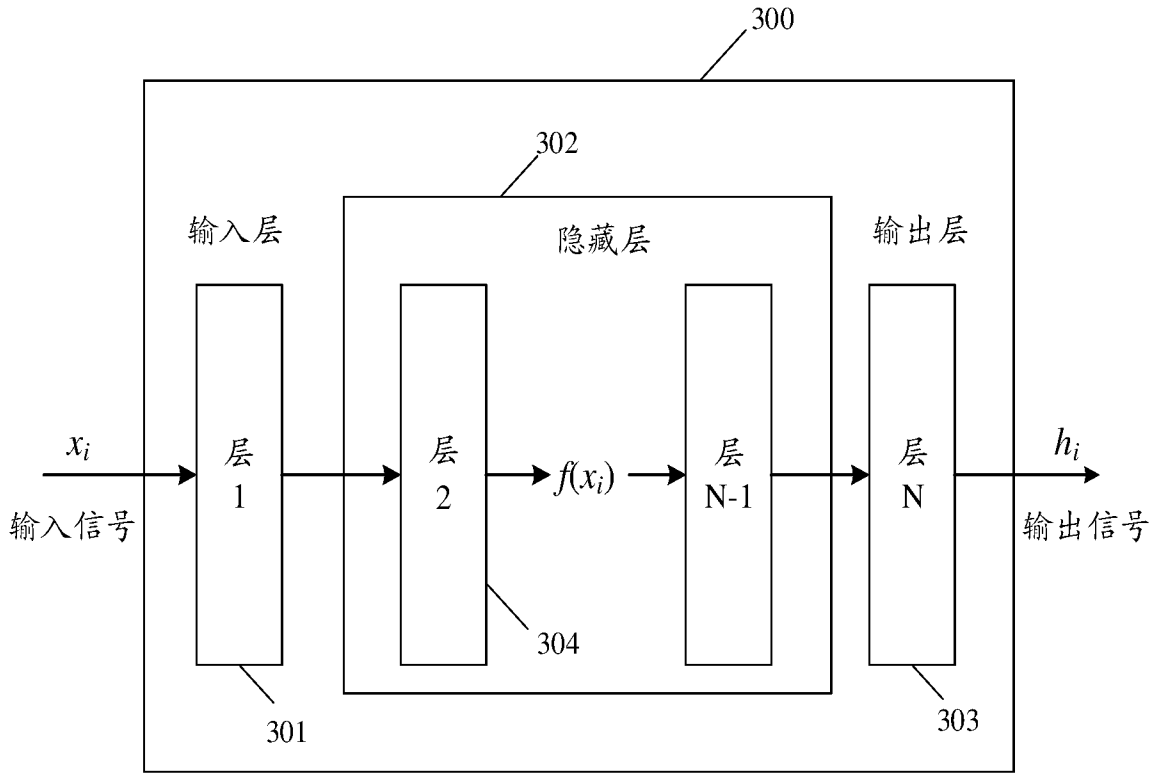 300
302
输入层
隐藏层
输出层
x_i
层
1
层
2
f(x_i)
层
N-1
层
N
h_i
输入信号
输出信号
304
301
303